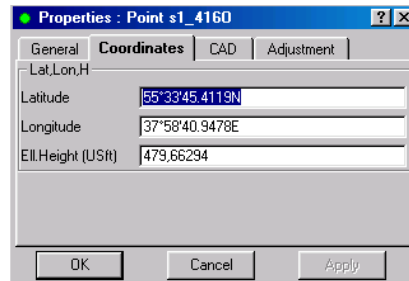 Properties : Point s1_4160
General Coordinates CAD Adjustment
Lat,Lon,H
Latitude 55°33'45.4119N
Longitude 37°58'40.9478E
Ell.Height (USft) 479,66294
OK Cancel Apply